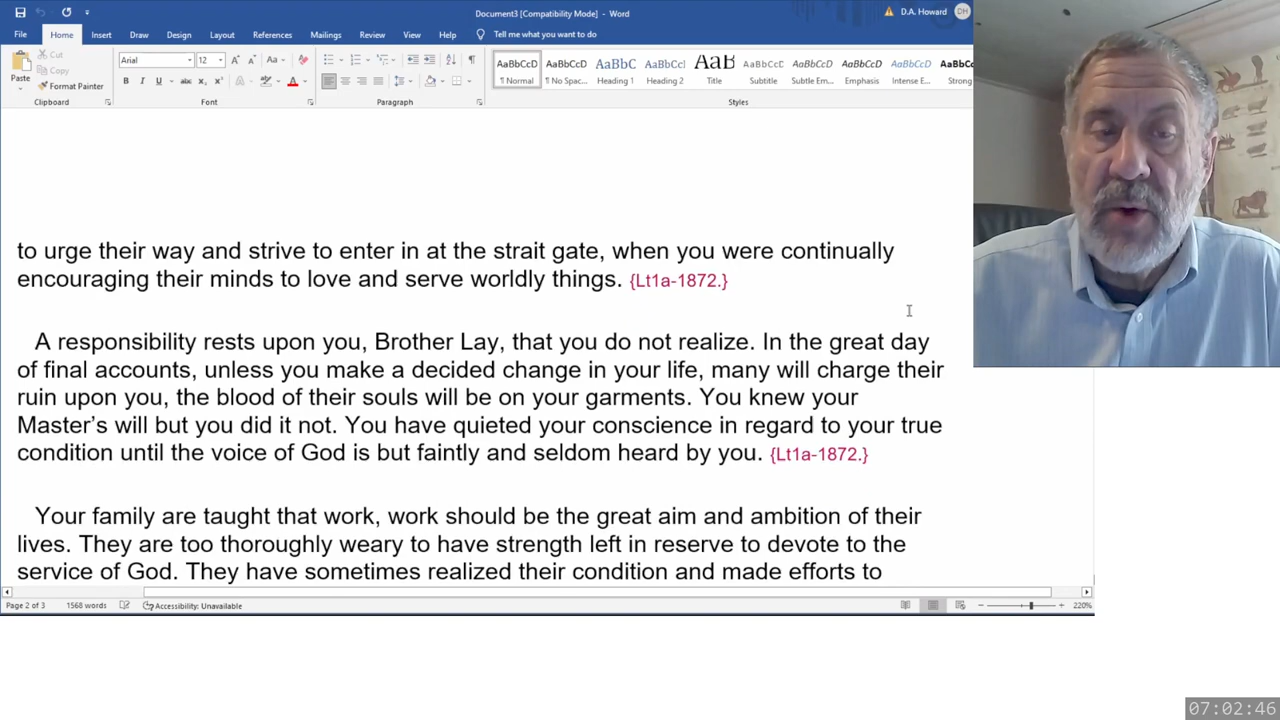 Document3 [Compatibility Mode] - Word
D.A. Howard
DH
File Home Insert Draw Design Layout References Mailings Review View Help Tell me what you want to do
Paste
Cut
Copy
Format Painter
Clipboard
Arial 12
Font
Paragraph
AaBbCcD AaBbCcD AaBbC AaBbCcl AaB AaBbCcD AaBbCcD AaBbCcD AaBbCcD AaBbCc
¶ Normal ¶ No Spac... Heading 1 Heading 2 Title Subtitle Subtle Em... Emphasis Intense E... Strong
Styles
to urge their way and strive to enter in at the strait gate, when you were continually
encouraging their minds to love and serve worldly things. {Lt1a-1872.}
A responsibility rests upon you, Brother Lay, that you do not realize. In the great day
of final accounts, unless you make a decided change in your life, many will charge their
ruin upon you, the blood of their souls will be on your garments. You knew your
Master’s will but you did it not. You have quieted your conscience in regard to your true
condition until the voice of God is but faintly and seldom heard by you. {Lt1a-1872.}
Your family are taught that work, work should be the great aim and ambition of their
lives. They are too thoroughly weary to have strength left in reserve to devote to the
service of God. They have sometimes realized their condition and made efforts to
Page 2 of 3 1568 words Accessibility: Unavailable 220%
07:02:46